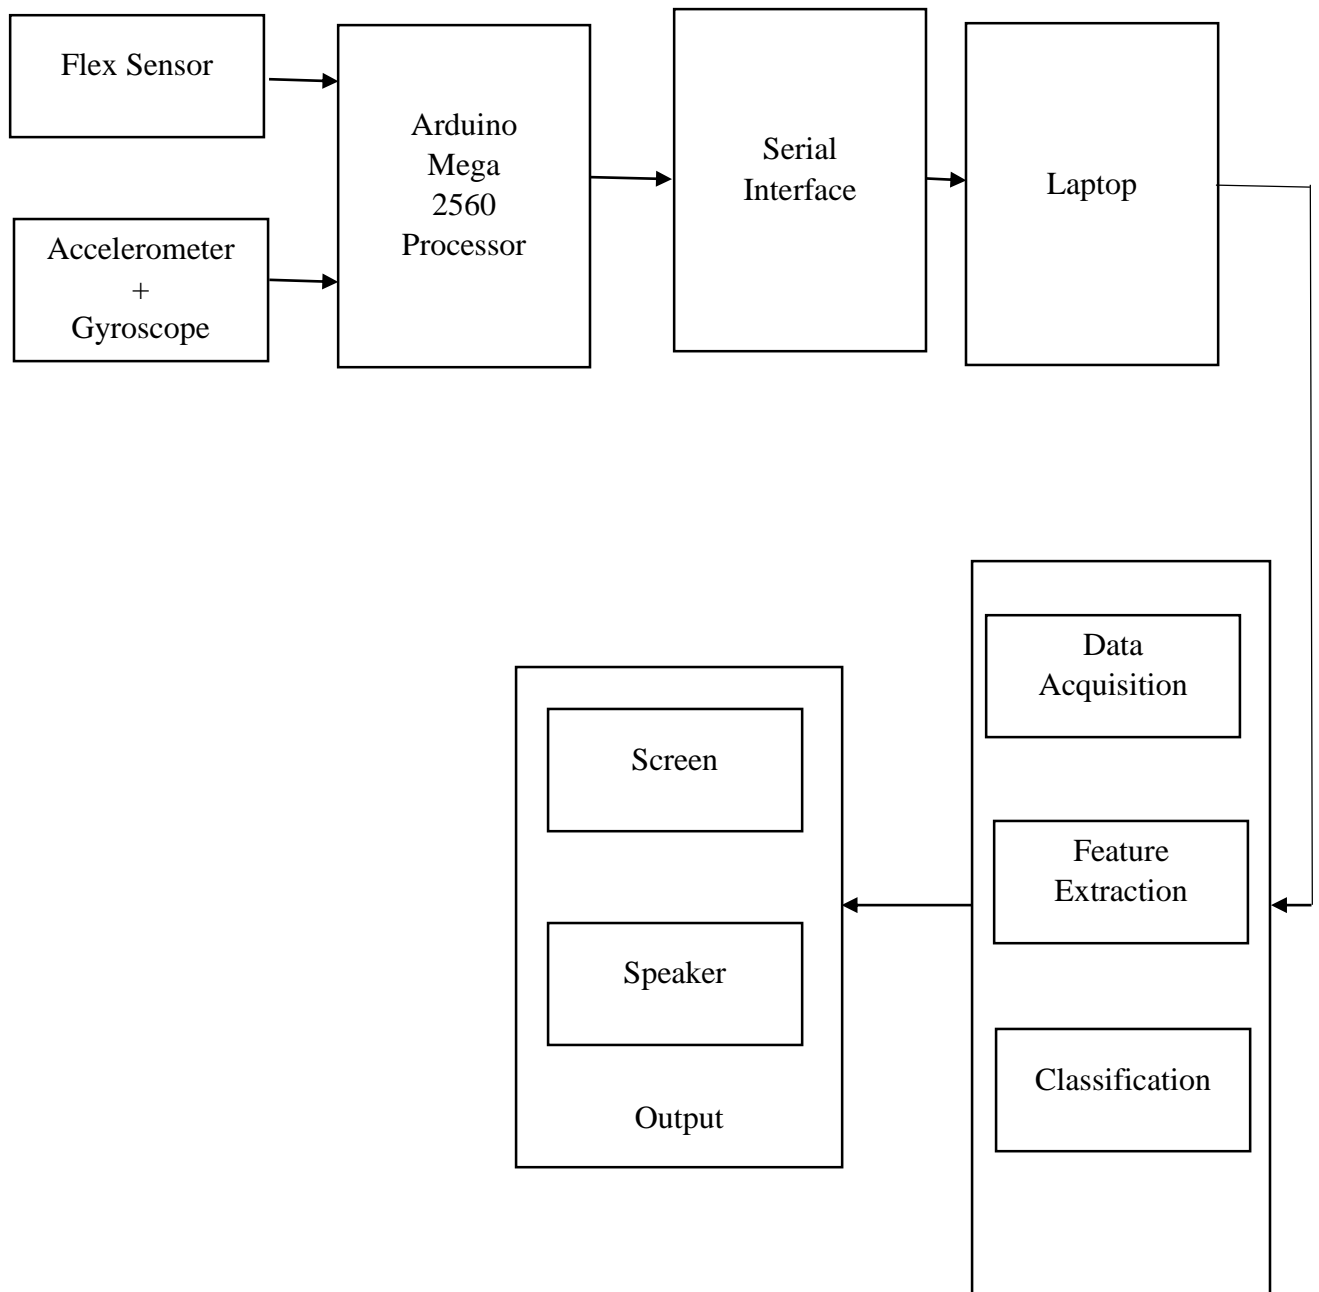 Flex Sensor
Accelerometer
+
Gyroscope
Arduino
Mega
2560
Processor
Serial
Interface
Laptop
Data
Acquisition
Feature
Extraction
Classification
Screen
Speaker
Output